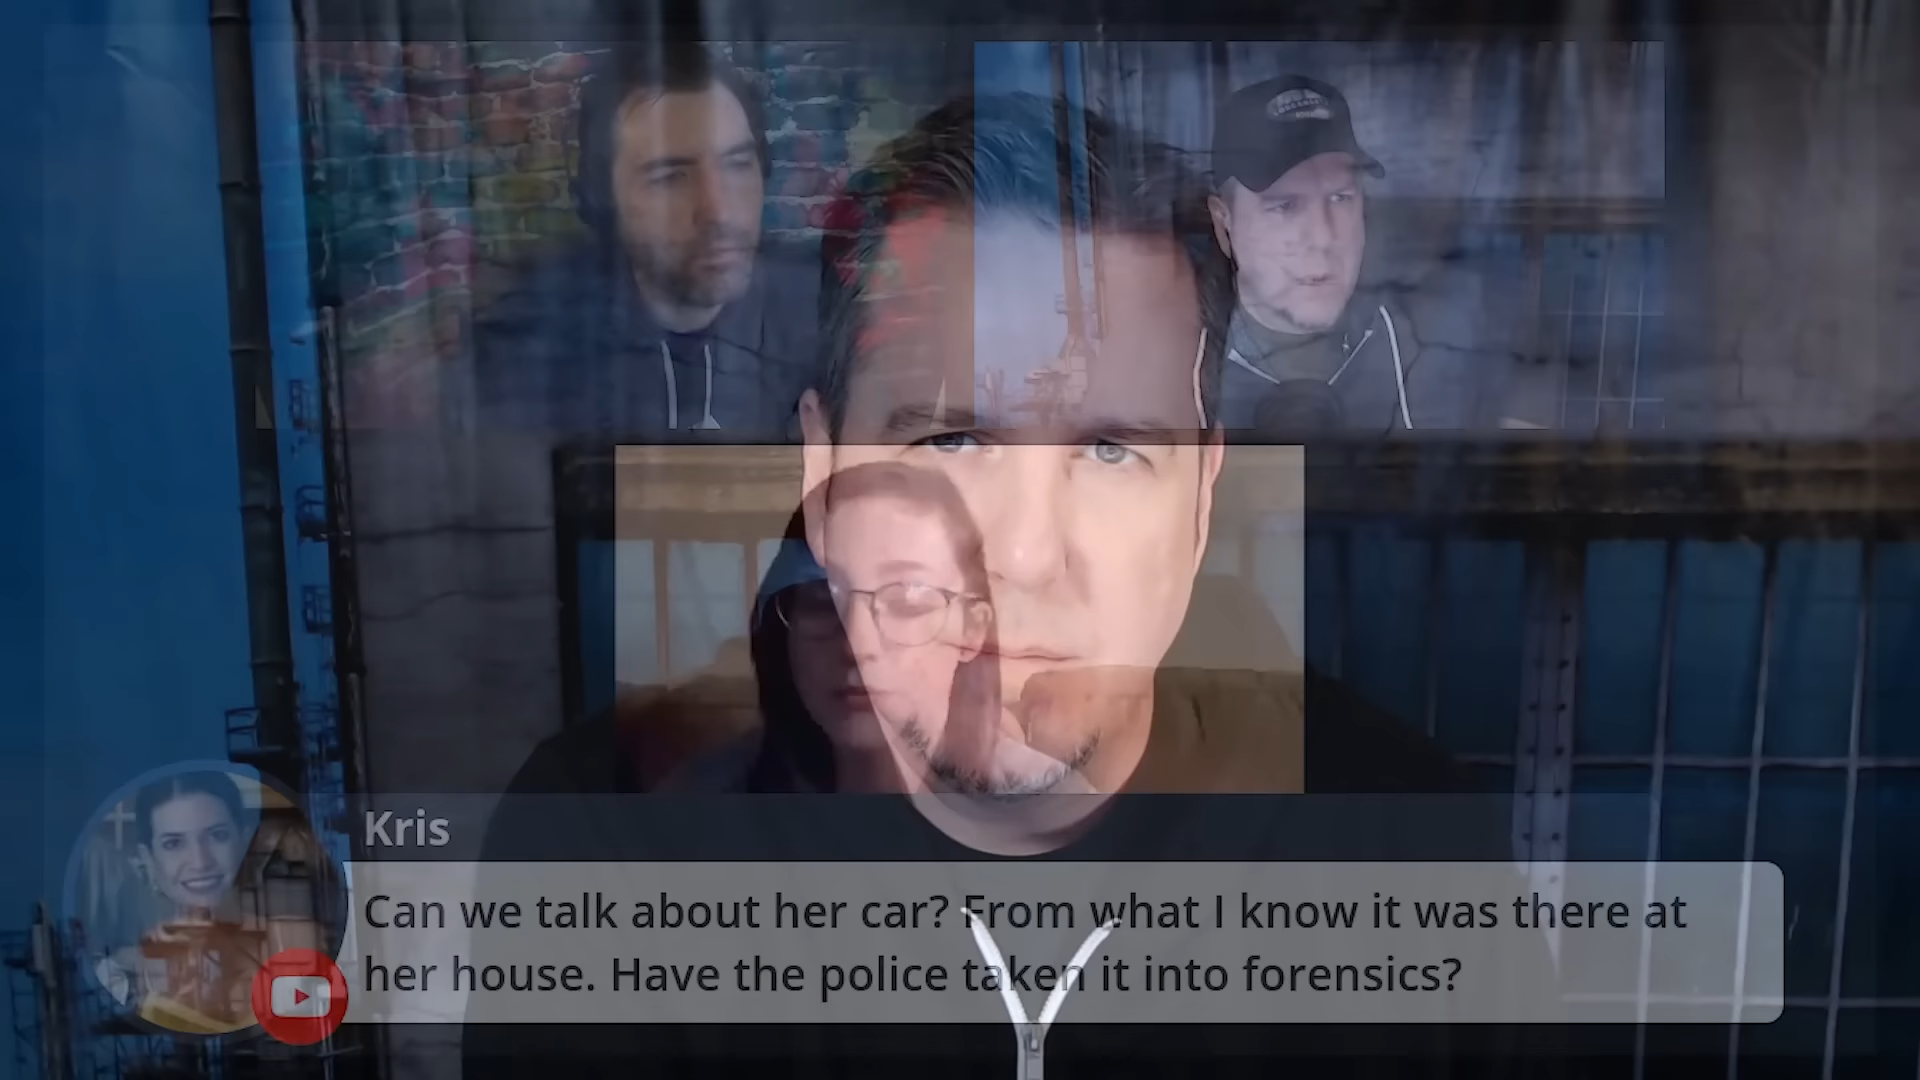 Kris
Can we talk about her car? From what I know it was there at
her house. Have the police taken it into forensics?